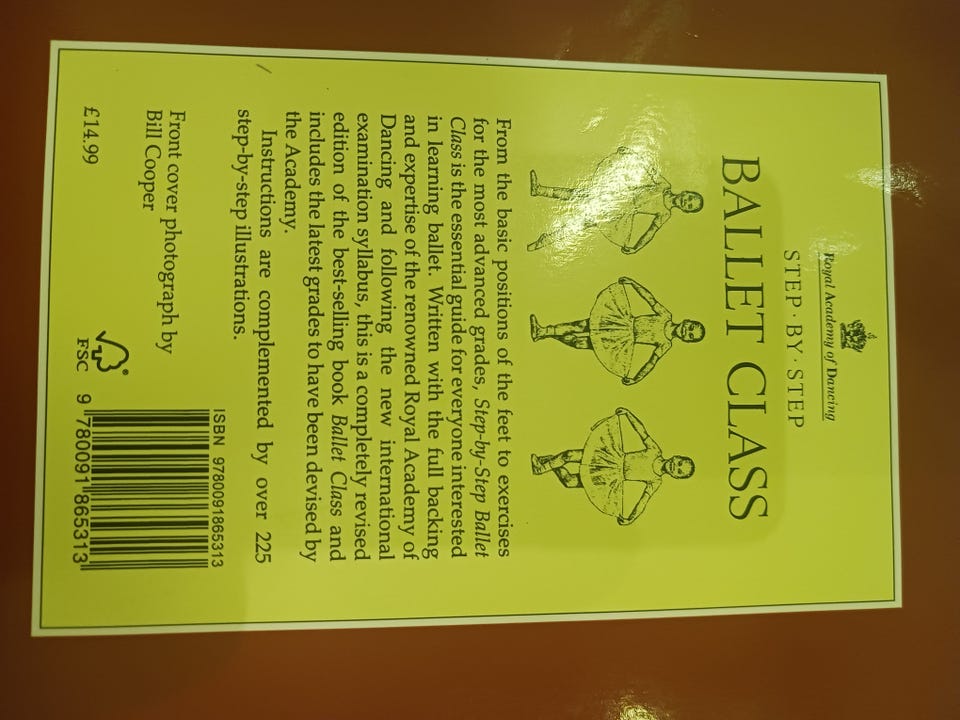 Royal Academy of Dancing
STEP · BY · STEP
BALLET CLASS
From the basic positions of the feet to exercises
for the most advanced grades, Step-by-Step Ballet
Class is the essential guide for everyone interested
in learning ballet. Written with the full backing
and expertise of the renowned Royal Academy of
Dancing and following the new international
examination syllabus, this is a completely revised
edition of the best-selling book Ballet Class and
includes the latest grades to have been devised by
the Academy.
Instructions are complemented by over 225
step-by-step illustrations.
Front cover photograph by
Bill Cooper
£14.99
FSC
ISBN 9780091865313
9 780091 865313